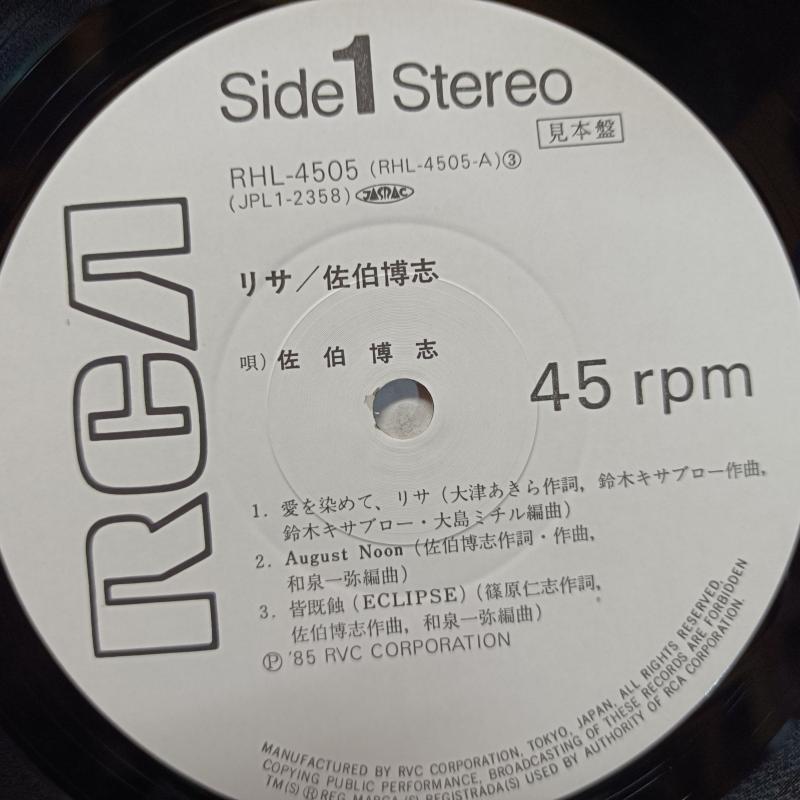 Side 1 Stereo
見本盤
RHL-4505 (RHL-4505-A)③
(JPL1-2358) JASRAC
RCA
リサ／佐伯博志
唄) 佐伯博志
45 rpm
1. 愛を染めて、リサ (大津あきら作詞, 鈴木キサブロー作曲,
鈴木キサブロー・大島ミチル編曲)
2. August Noon (佐伯博志作詞・作曲,
和泉一弥編曲)
3. 皆既蝕 (ECLIPSE) (篠原仁志作詞,
佐伯博志作曲, 和泉一弥編曲)
Ⓟ '85 RVC CORPORATION
MANUFACTURED BY RVC CORPORATION, TOKYO, JAPAN, ALL RIGHTS RESERVED,
COPYING PUBLIC PERFORMANCE, BROADCASTING OF THESE RECORDS ARE FORBIDDEN
TM(S) Ⓡ REG. MARCA(S) REGISTRADA(S) USED BY AUTHORITY OF RCA CORPORATION.